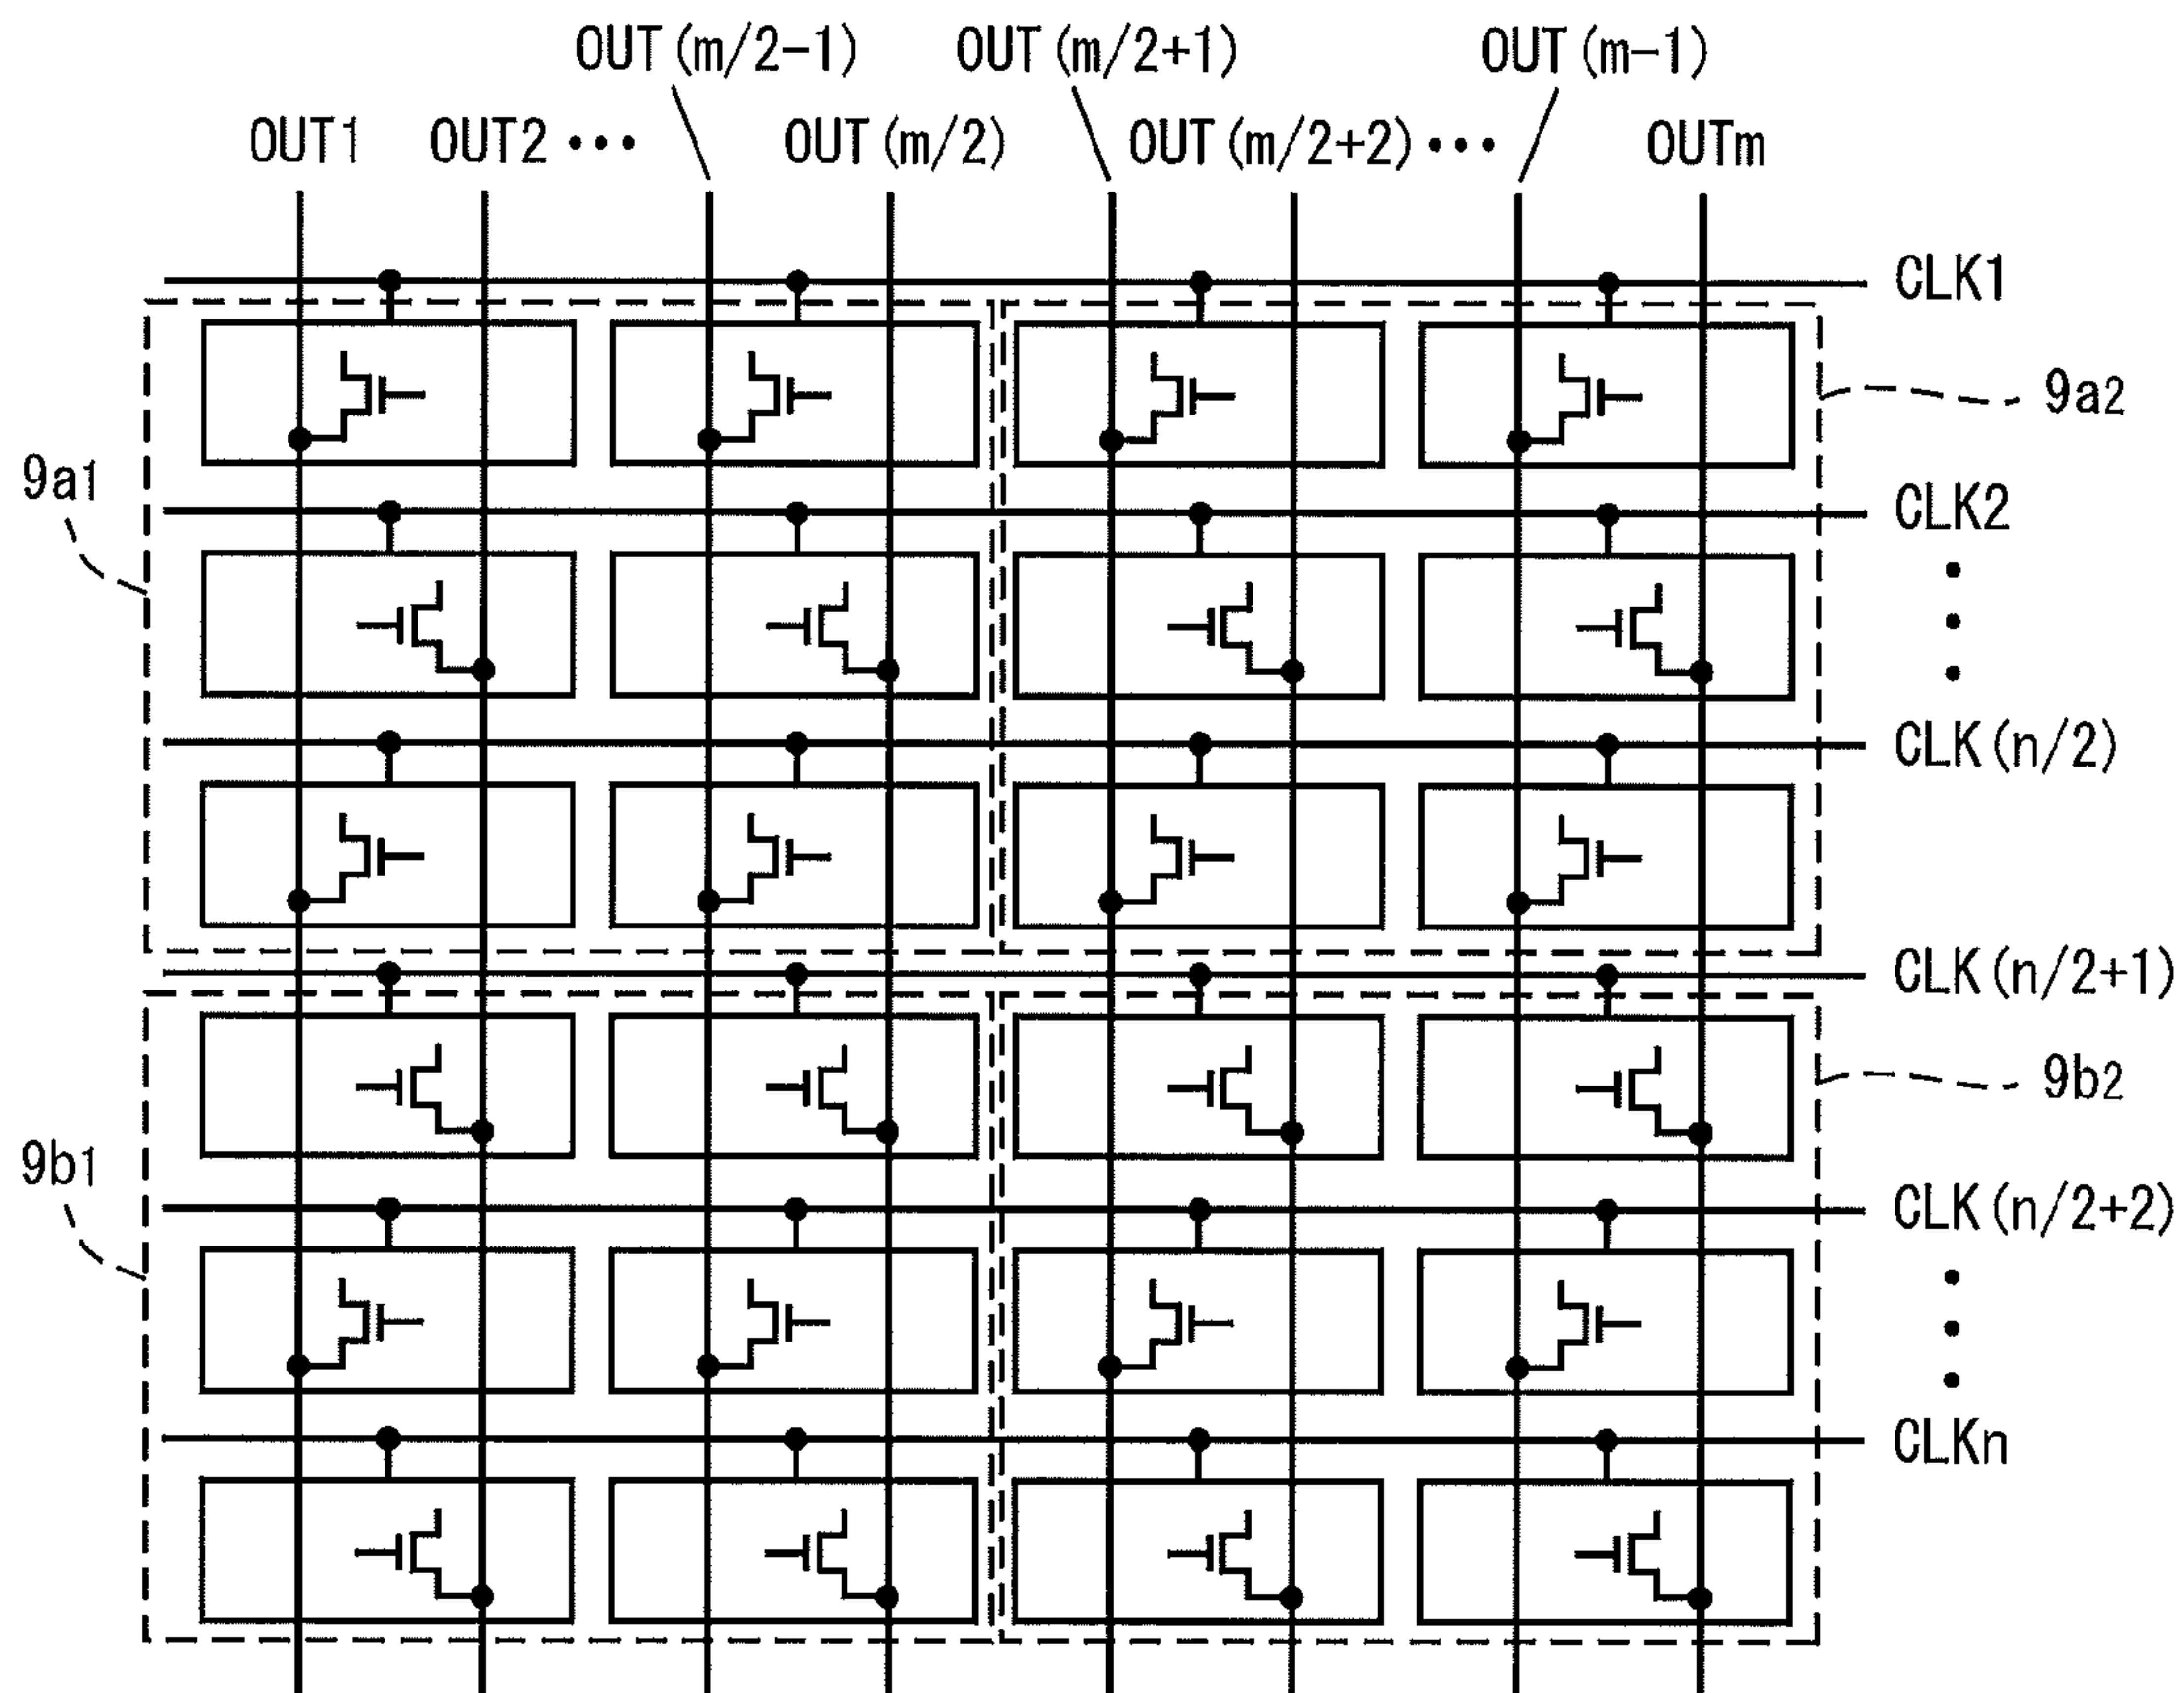 OUT(m/2-1) OUT(m/2+1) OUT(m-1)
OUT1 OUT2 ••• OUT(m/2) OUT(m/2+2) ••• OUTm
CLK1
9a2
9a1
CLK2
CLK(n/2)
CLK(n/2+1)
9b2
9b1
CLK(n/2+2)
CLKn